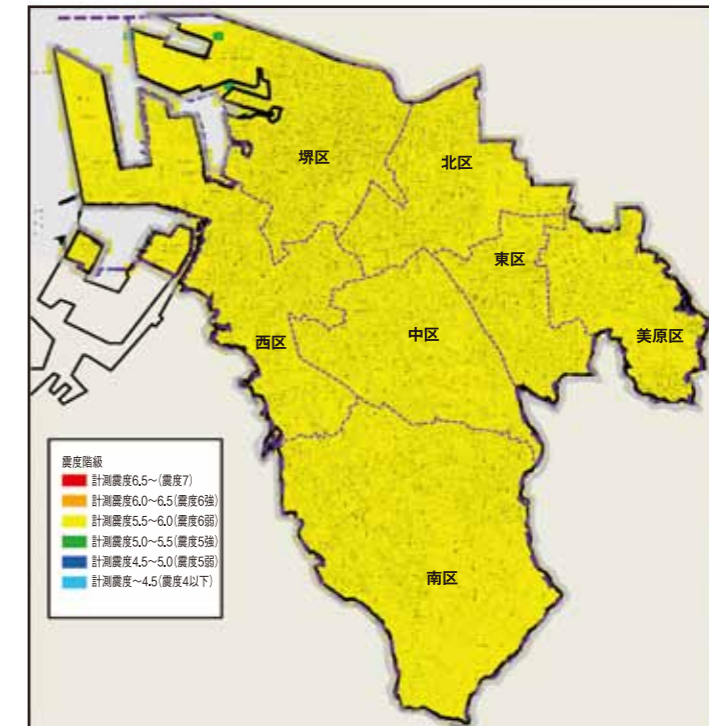 堺区
北区
東区
西区
中区
美原区
南区
震度階級
計測震度6.5～(震度7)
計測震度6.0～6.5(震度6強)
計測震度5.5～6.0(震度6弱)
計測震度5.0～5.5(震度5強)
計測震度4.5～5.0(震度5弱)
計測震度～4.5(震度4以下)